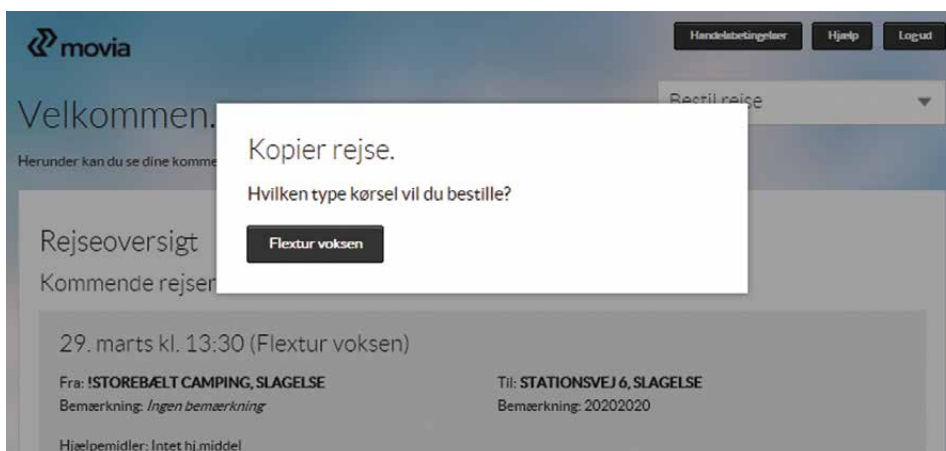 movia
Handelsbetingelser Hjælp Log ud
Velkommen.
Bestil rejse
Herunder kan du se dine komme
Kopier rejse.
Hvilken type kørsel vil du bestille?
Flextur voksen
Rejseoversigt
Kommende rejser
29. marts kl. 13:30 (Flextur voksen)
Fra: !STOREBÆLT CAMPING, SLAGELSE
Til: STATIONSVEJ 6, SLAGELSE
Bemærkning: Ingen bemærkning
Bemærkning: 20202020
Hjælpemidler: Intet hj.middel